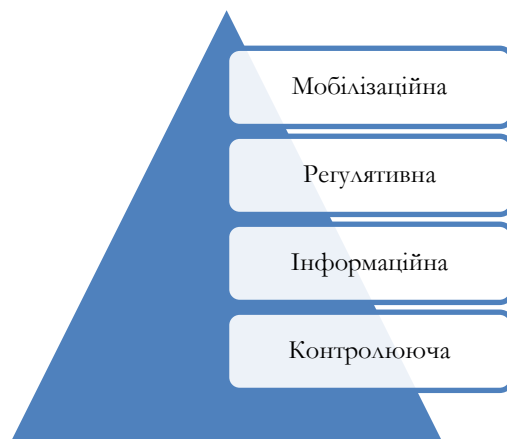 Мобілізаційна
Регулятивна
Інформаційна
Контролююча